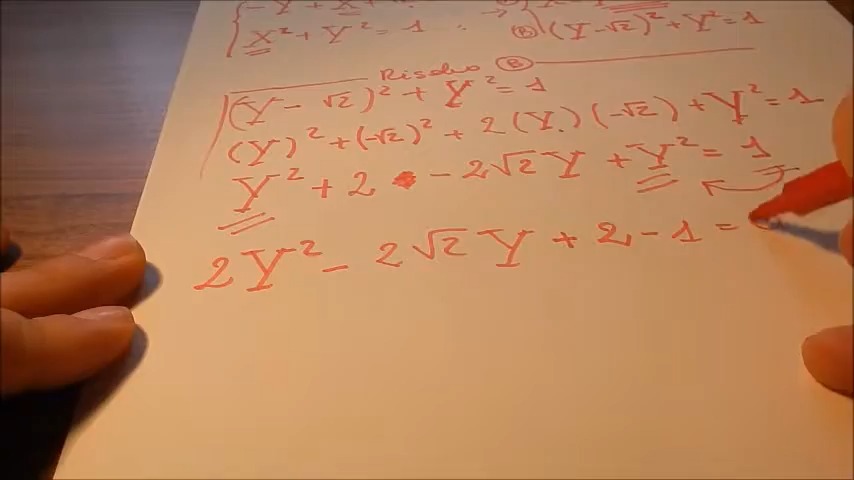 X² + Y² = 1 (B) (Y-√2)² + Y² = 1
Risolvo (B)
(Y - √2)² + Y² = 1
(Y)² + (-√2)² + 2(Y.)(-√2) + Y² = 1
Y² + 2 - 2√2 Y + Y² = 1
2Y² - 2√2 Y + 2 - 1 =